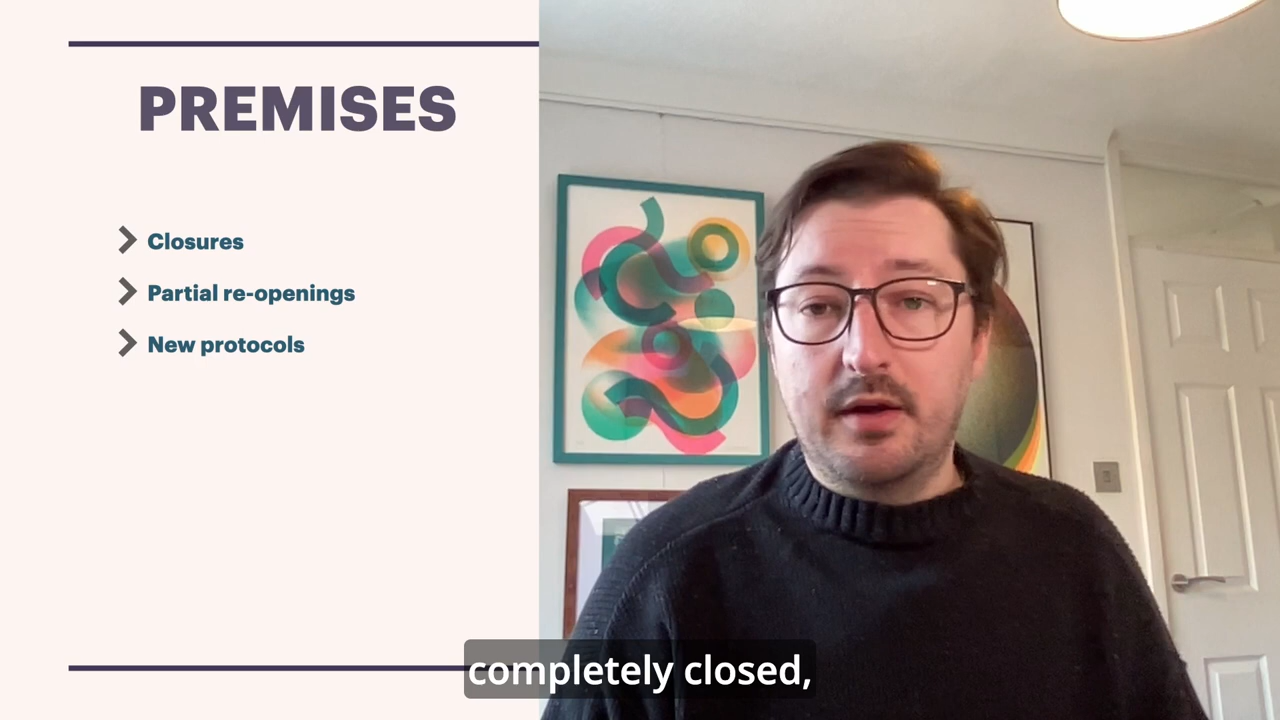 PREMISES
Closures
Partial re-openings
New protocols
completely closed,